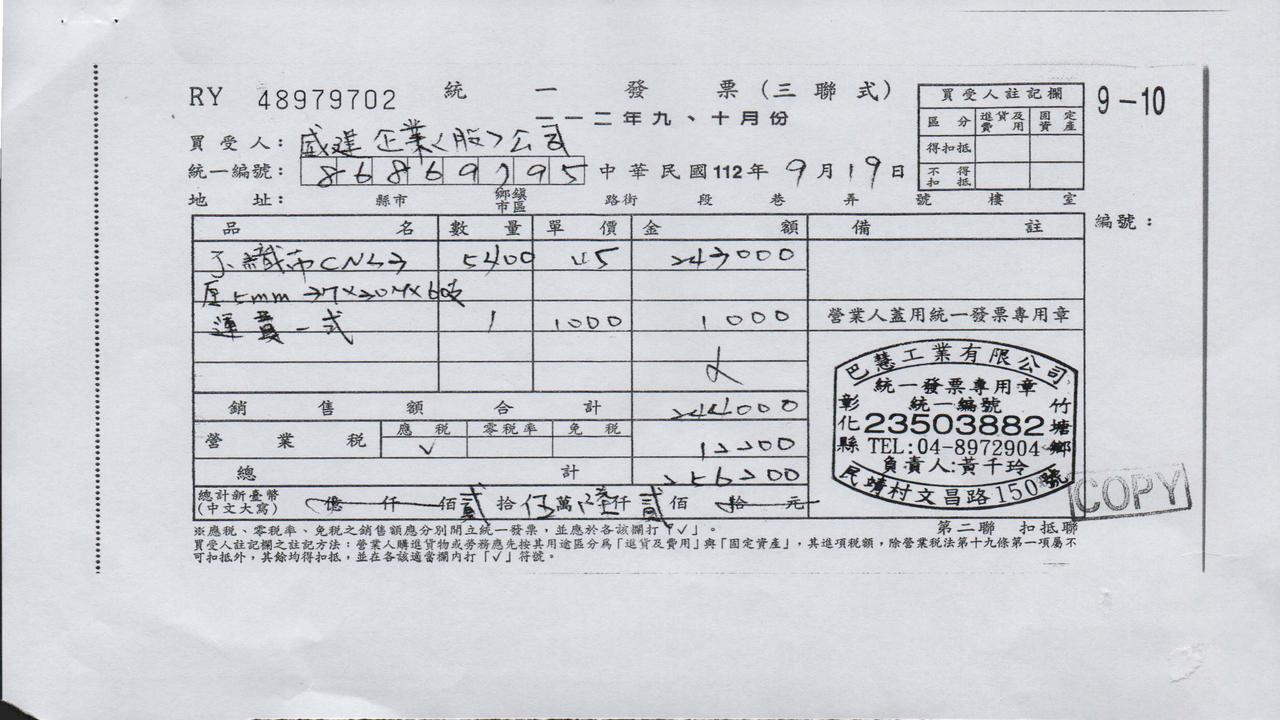 RY 48979702 統一發票(三聯式)
一一二年九、十月份
9-10
買受人註記欄
區分 進貨及費用 固定資產
得扣抵
不得扣抵
買受人: 盛建企業(股)公司
統一編號: 86869795 中華民國112年9月19日
地址: 縣市 鄉鎮市區 路街 段 巷 弄 號 樓 室
編號:
品名 數量 單價 金額 備註
不織布CN43 5400 45 243000
厚5mm 3T×30M×60支
運費一式 1 1000 1000
營業人蓋用統一發票專用章
銷售額合計 244000
營業稅 應稅 零稅率 免稅 12200
√
總計 256200
總計新臺幣(中文大寫) 億 仟 佰 貳 拾 伍 萬 陸 仟 貳 佰 拾 元
巴慧工業有限公司
統一發票專用章
統一編號
23503882
TEL:04-8972904
負責人:黃千玲
彰化縣竹塘鄉
民靖村文昌路150號
COPY
第二聯 扣抵聯
※應稅、零稅率、免稅之銷售額應分別開立統一發票,並應於各該欄打「√」。
買受人註記欄之註記方法:營業人購進貨物或勞務應先按其用途區分為「進貨及費用」與「固定資產」,其進項稅額,除營業稅法第十九條第一項屬不
可扣抵外,其餘均得扣抵,並在各該適當欄內打「√」符號。